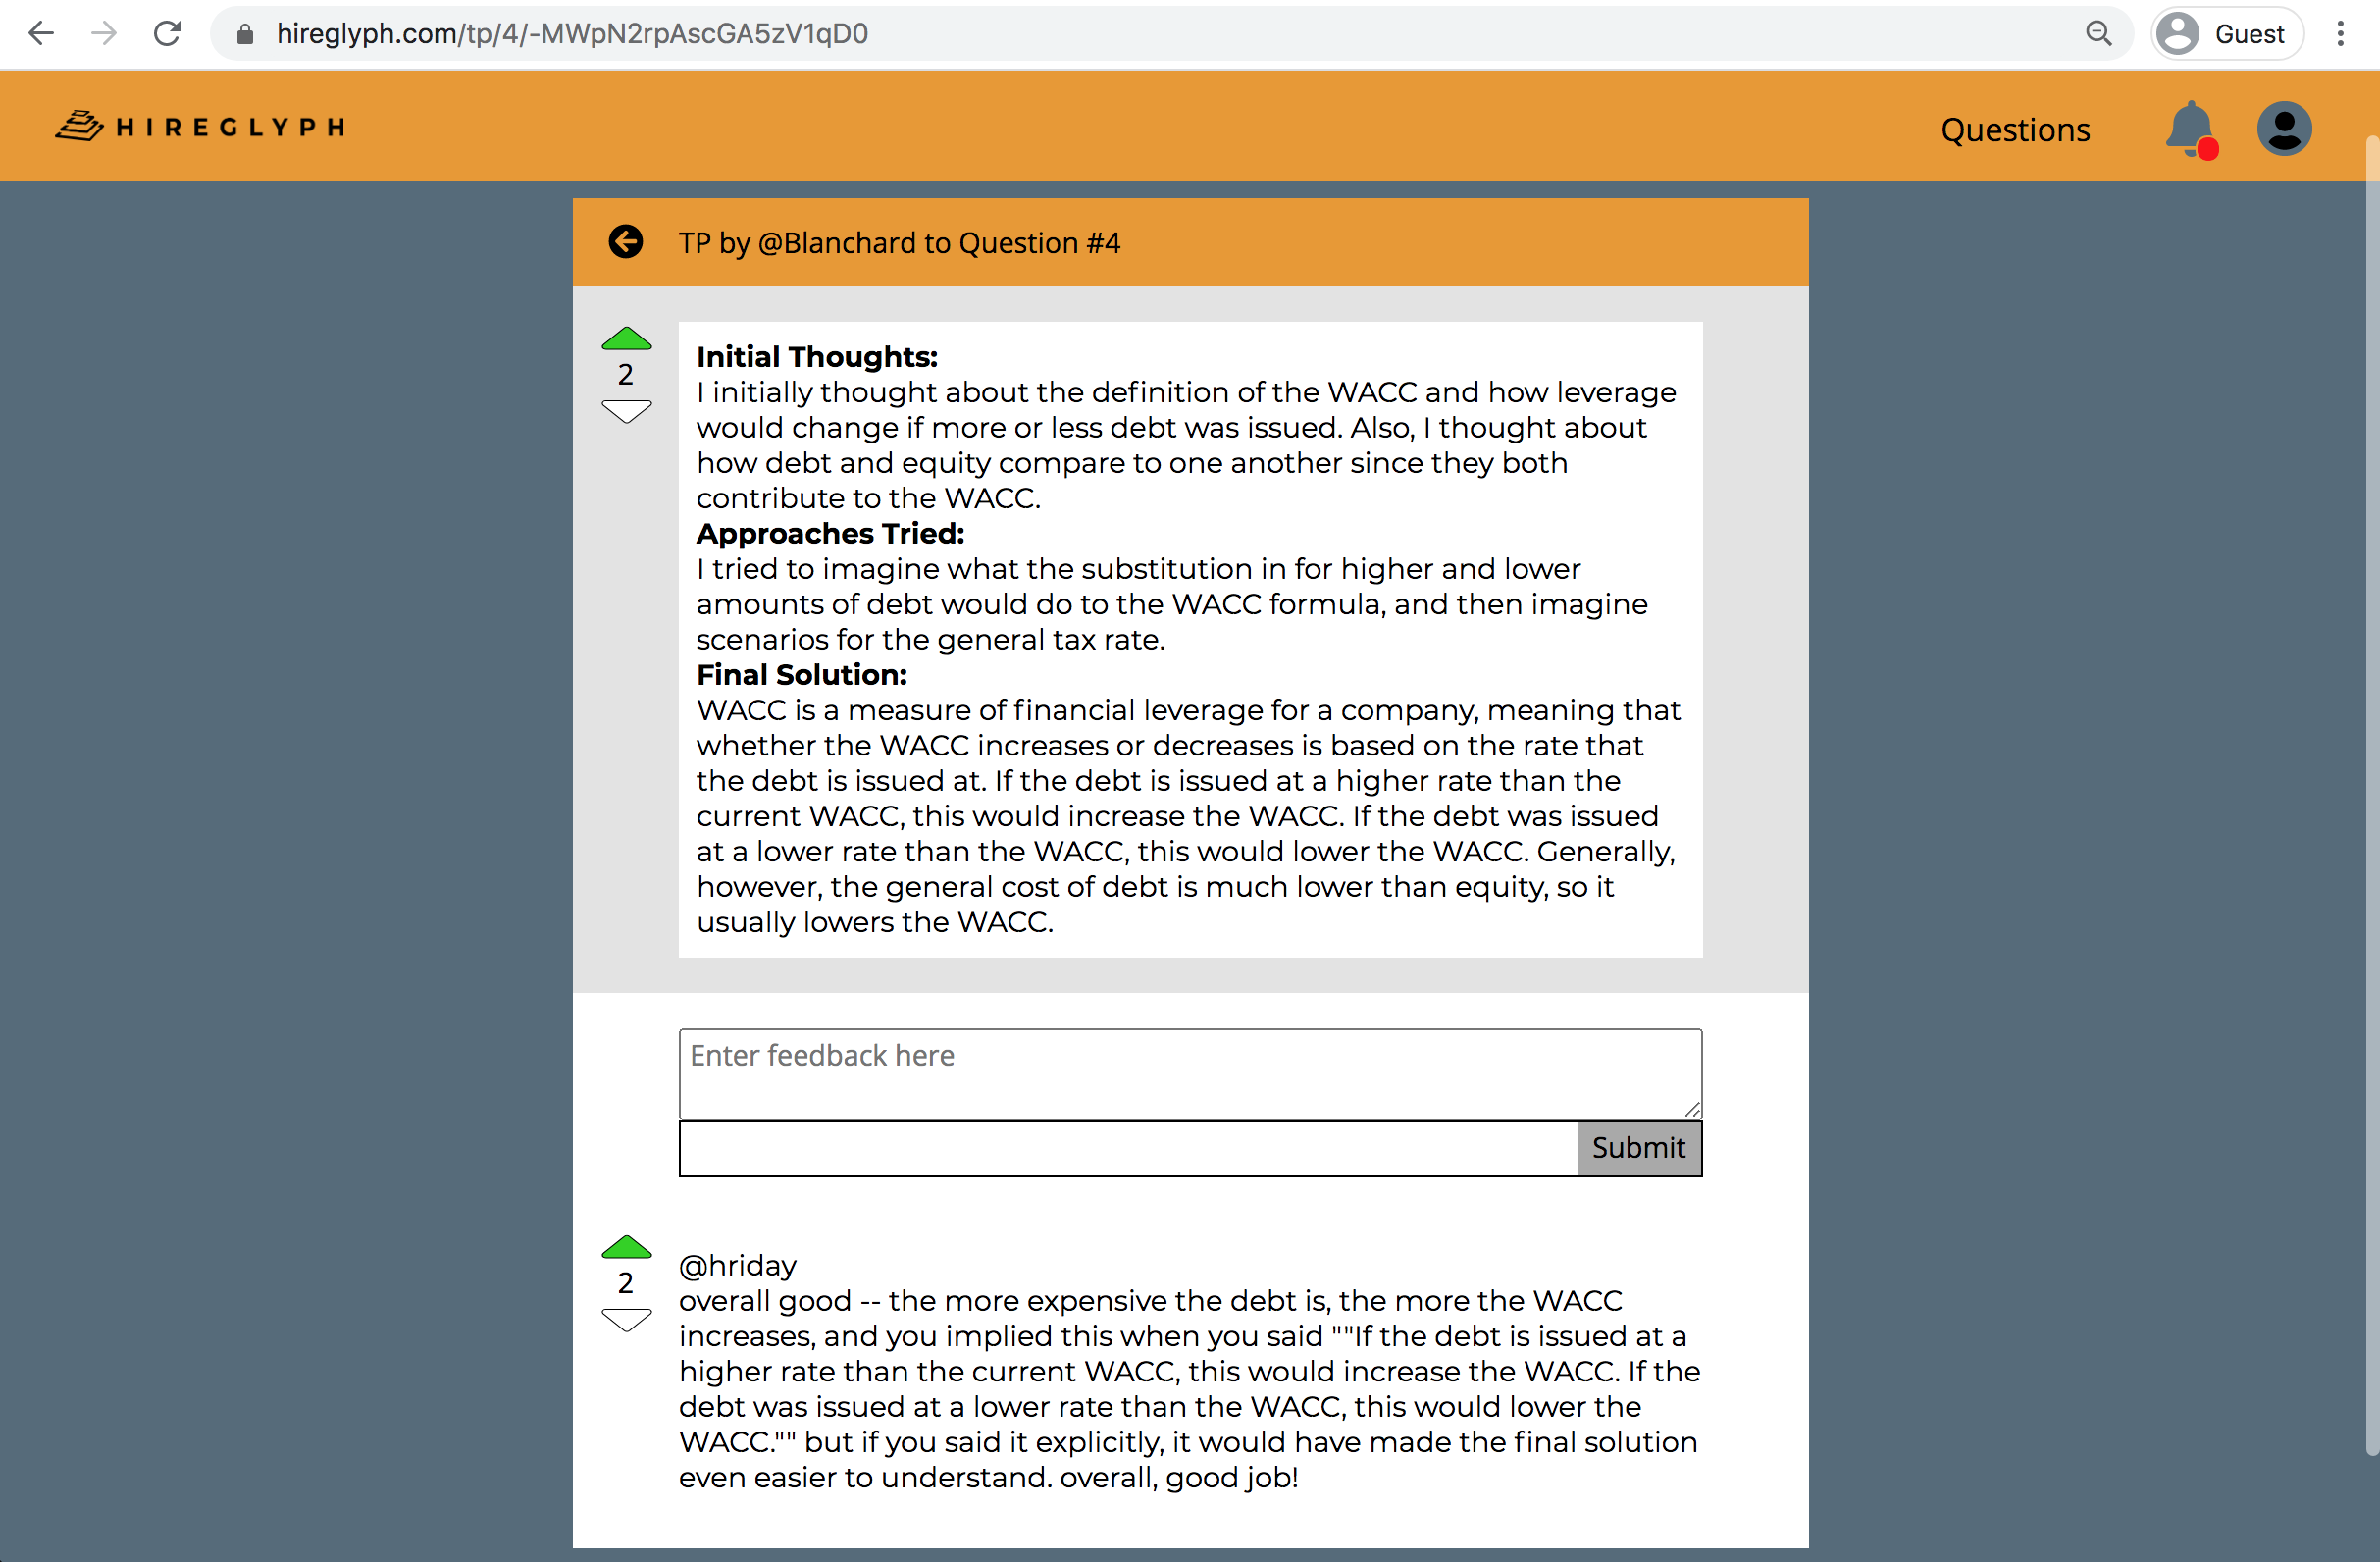 hireglyph.com/tp/4/-MWpN2rpAscGA5zV1qD0
Guest
HIREGLYPH
Questions
TP by @Blanchard to Question #4
2
Initial Thoughts:
I initially thought about the definition of the WACC and how leverage
would change if more or less debt was issued. Also, I thought about
how debt and equity compare to one another since they both
contribute to the WACC.
Approaches Tried:
I tried to imagine what the substitution in for higher and lower
amounts of debt would do to the WACC formula, and then imagine
scenarios for the general tax rate.
Final Solution:
WACC is a measure of financial leverage for a company, meaning that
whether the WACC increases or decreases is based on the rate that
the debt is issued at. If the debt is issued at a higher rate than the
current WACC, this would increase the WACC. If the debt was issued
at a lower rate than the WACC, this would lower the WACC. Generally,
however, the general cost of debt is much lower than equity, so it
usually lowers the WACC.
Enter feedback here
Submit
2
@hriday
overall good -- the more expensive the debt is, the more the WACC
increases, and you implied this when you said ""If the debt is issued at a
higher rate than the current WACC, this would increase the WACC. If the
debt was issued at a lower rate than the WACC, this would lower the
WACC."" but if you said it explicitly, it would have made the final solution
even easier to understand. overall, good job!